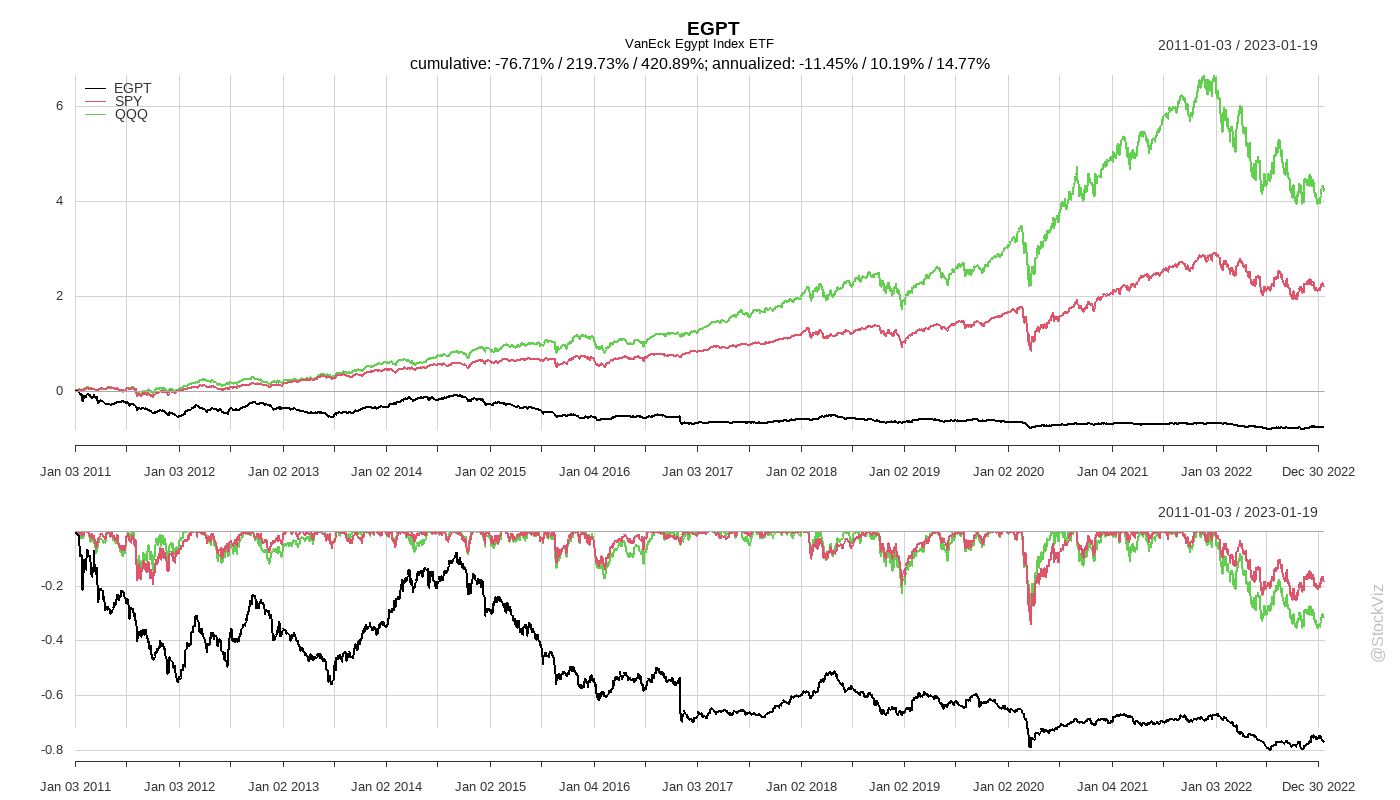 EGPT
VanEck Egypt Index ETF
2011-01-03 / 2023-01-19
cumulative: -76.71% / 219.73% / 420.89%; annualized: -11.45% / 10.19% / 14.77%
EGPT
SPY
QQQ
6
4
2
0
Jan 03 2011 Jan 03 2012 Jan 02 2013 Jan 02 2014 Jan 02 2015 Jan 04 2016 Jan 03 2017 Jan 02 2018 Jan 02 2019 Jan 02 2020 Jan 04 2021 Jan 03 2022 Dec 30 2022
2011-01-03 / 2023-01-19
-0.2
-0.4
-0.6
-0.8
Jan 03 2011 Jan 03 2012 Jan 02 2013 Jan 02 2014 Jan 02 2015 Jan 04 2016 Jan 03 2017 Jan 02 2018 Jan 02 2019 Jan 02 2020 Jan 04 2021 Jan 03 2022 Dec 30 2022
@StockViz